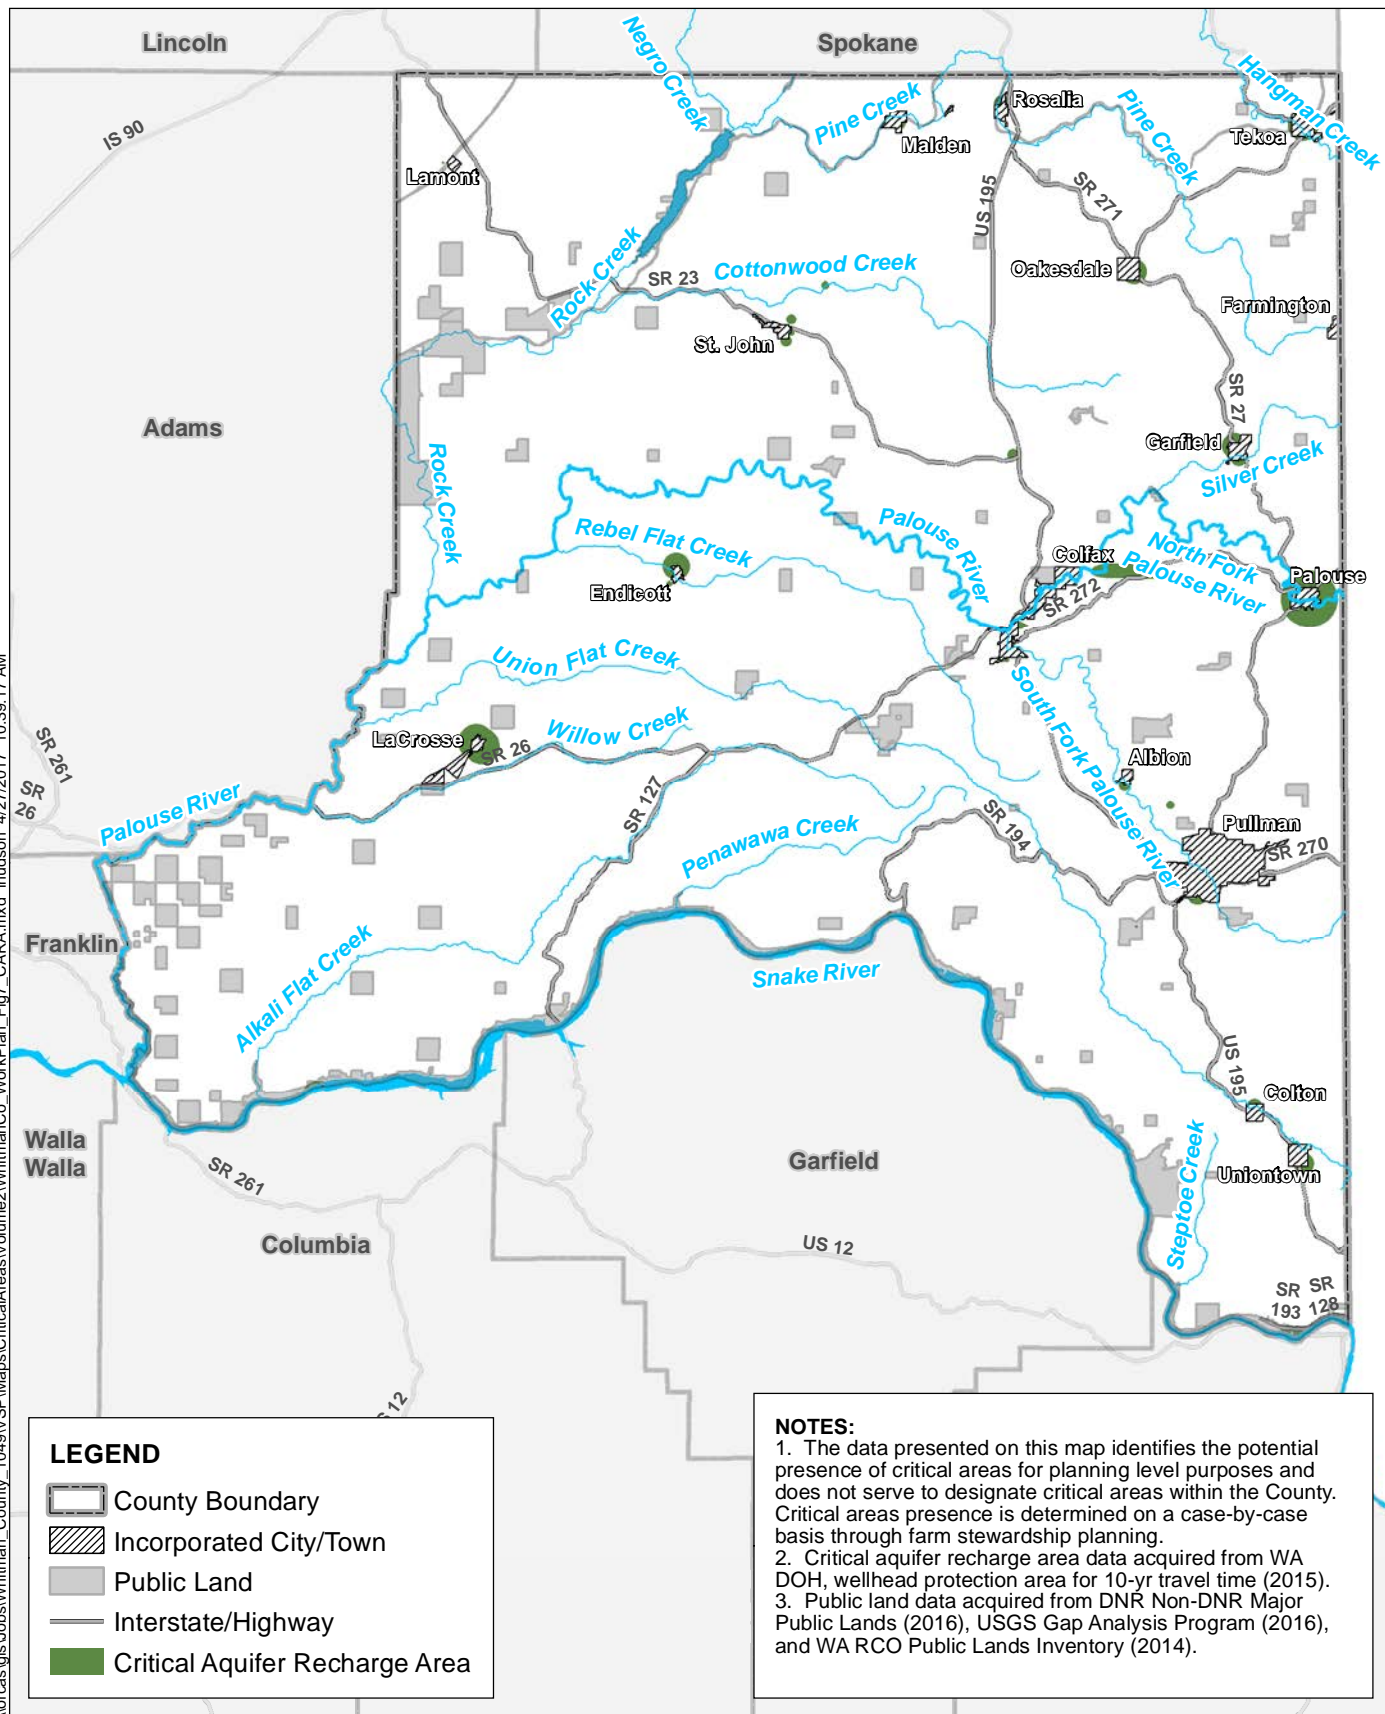 Lincoln
Spokane
IS 90
Negro Creek
Pine Creek
Malden
Rosalia
Pine Creek
Hangman Creek
Tekoa
Lamont
US 195
SR 271
Rock Creek
SR 23
Cottonwood Creek
Oakesdale
Farmington
St. John
SR 27
Adams
Rock Creek
Garfield
Silver Creek
Rebel Flat Creek
Palouse River
Endicott
Colfax
SR 272
North Fork
Palouse River
Palouse
Union Flat Creek
South Fork Palouse River
LaCrosse
SR 26
Willow Creek
Albion
SR 261
SR
26
Palouse River
SR 127
Penawawa Creek
SR 194
Pullman
SR 270
Franklin
Alkali Flat Creek
Snake River
US 195
Colton
Walla
Walla
SR 261
Garfield
Steptoe Creek
Uniontown
Columbia
US 12
SR
193
SR
128
S 12
LEGEND
County Boundary
Incorporated City/Town
Public Land
Interstate/Highway
Critical Aquifer Recharge Area
NOTES:
1. The data presented on this map identifies the potential
presence of critical areas for planning level purposes and
does not serve to designate critical areas within the County.
Critical areas presence is determined on a case-by-case
basis through farm stewardship planning.
2. Critical aquifer recharge area data acquired from WA
DOH, wellhead protection area for 10-yr travel time (2015).
3. Public land data acquired from DNR Non-DNR Major
Public Lands (2016), USGS Gap Analysis Program (2016),
and WA RCO Public Lands Inventory (2014).